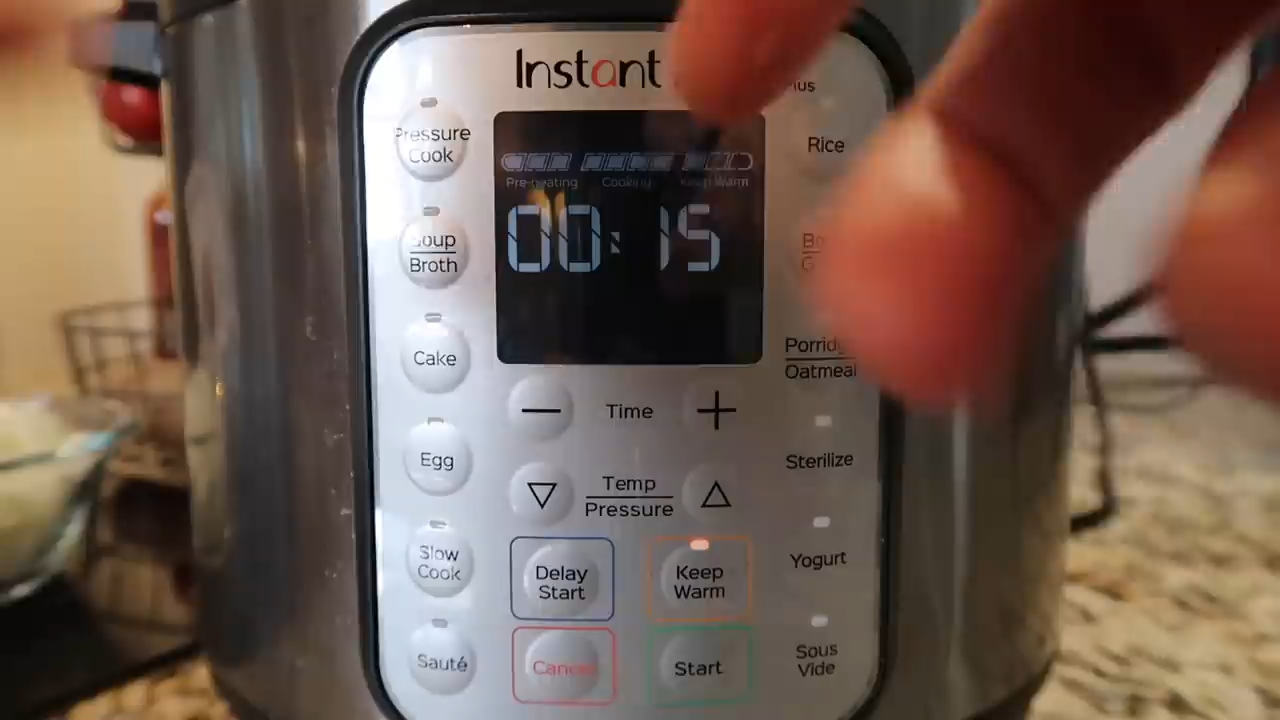 Instant
Pressure
Cook
Soup
Broth
Cake
Egg
Slow
Cook
Sauté
Pre-heating Cooking Keep Warm
00:15
Time
Temp
Pressure
Delay
Start
Keep
Warm
Cancel
Start
Rice
Oatmeal
Sterilize
Yogurt
Sous
Vide